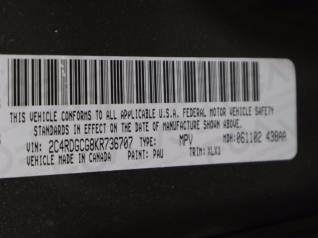 THIS VEHICLE CONFORMS TO ALL APPLICABLE U.S.A. FEDERAL MOTOR VEHICLE SAFETY
STANDARDS IN EFFECT ON THE DATE OF MANUFACTURE SHOWN ABOVE.
VIN: 2C4RDGCG8KR736707 TYPE: MPV MDH: 061102 438AA
VEHICLE MADE IN CANADA PAINT: PAU TRIM: XLX1